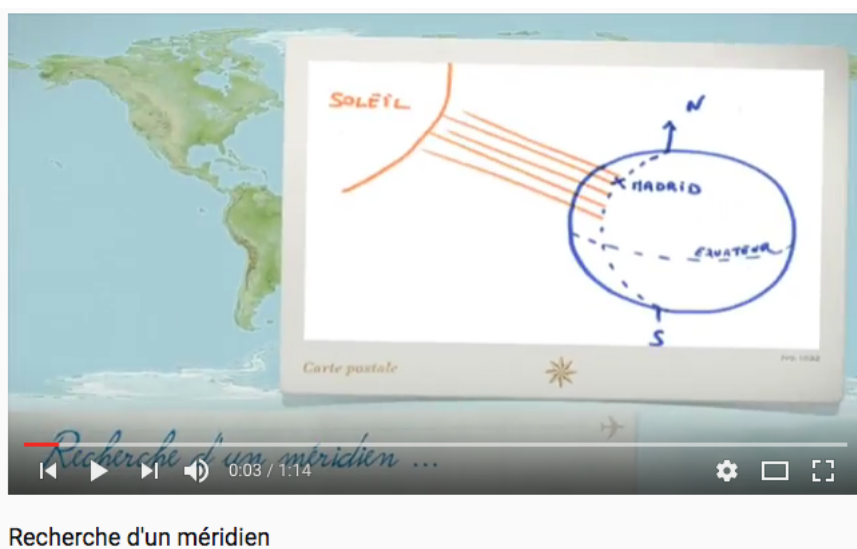 SOLEIL
N
MADRID
EQUATEUR
S
Carte postale
Recherche d'un méridien ...
0:03 / 1:14
Recherche d'un méridien